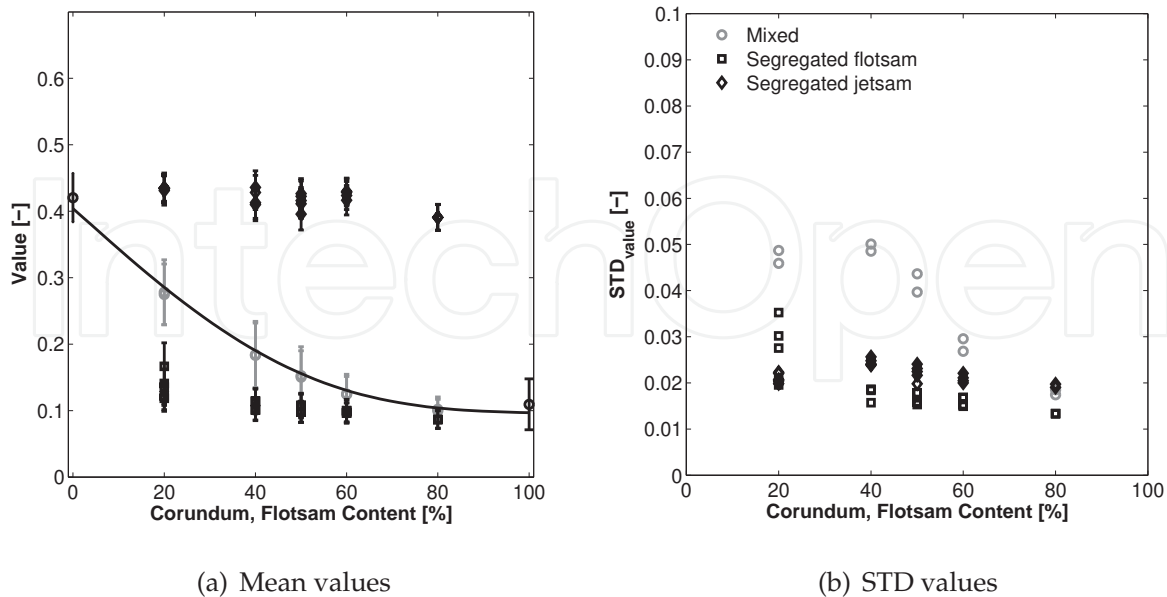 0.6
0.5
0.4
0.3
0.2
0.1
0
0 20 40 60 80 100
Value [−]
Corundum, Flotsam Content [%]
(a) Mean values
0.1
0.09
0.08
0.07
0.06
0.05
0.04
0.03
0.02
0.01
0
0 20 40 60 80 100
STDvalue [−]
Mixed
Segregated flotsam
Segregated jetsam
Corundum, Flotsam Content [%]
(b) STD values
IntechOpen